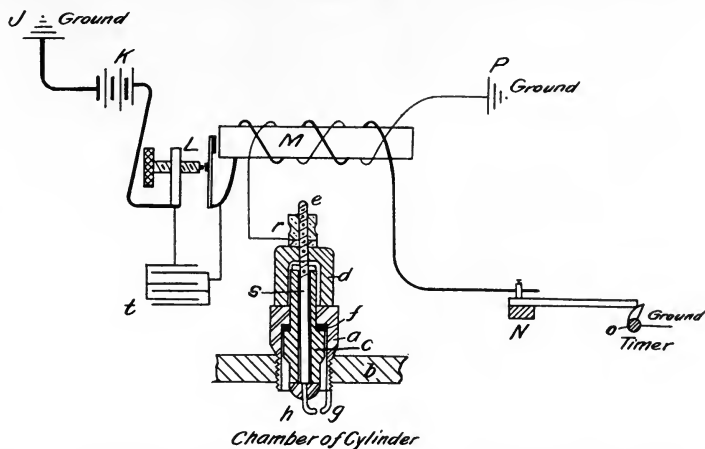 J Ground
K
P
Ground
L
M
e
r
d
s
f
t
a
c
N
o
Ground
Timer
b
h
g
Chamber of Cylinder